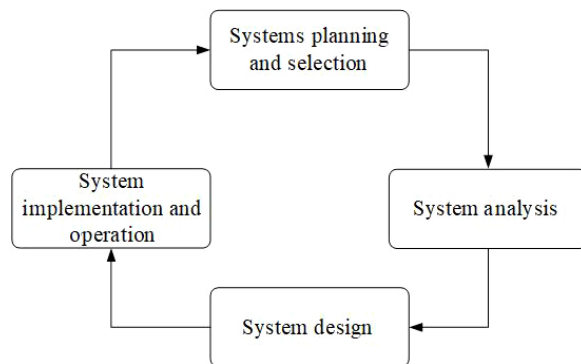 Systems planning
and selection
System analysis
System design
System
implementation and
operation